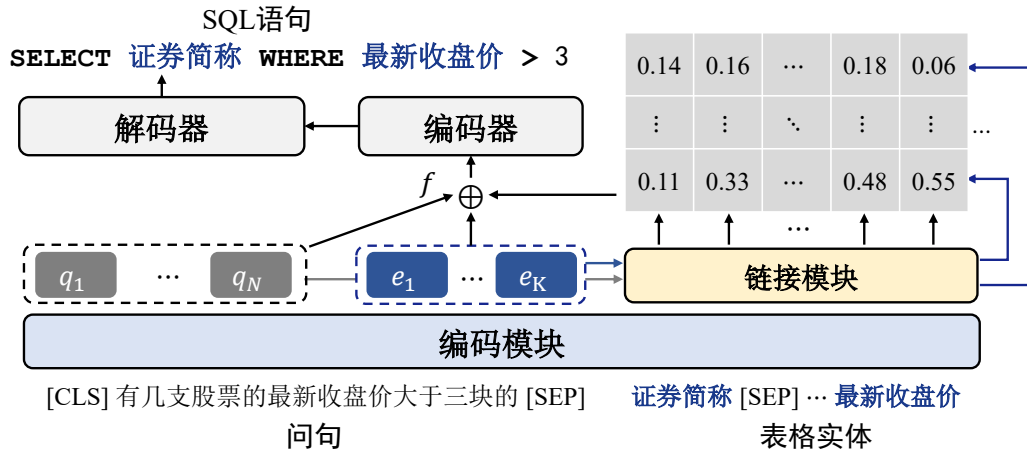 SQL语句
SELECT 证券简称 WHERE 最新收盘价 > 3
解码器
编码器
f
⊕
0.14 0.16 ... 0.18 0.06
⋮ ⋮ ⋱ ⋮ ⋮ ...
0.11 0.33 ... 0.48 0.55
...
q1 ... qN
e1 ... eK
链接模块
编码模块
[CLS] 有几支股票的最新收盘价大于三块的 [SEP]
证券简称 [SEP] ... 最新收盘价
问句
表格实体